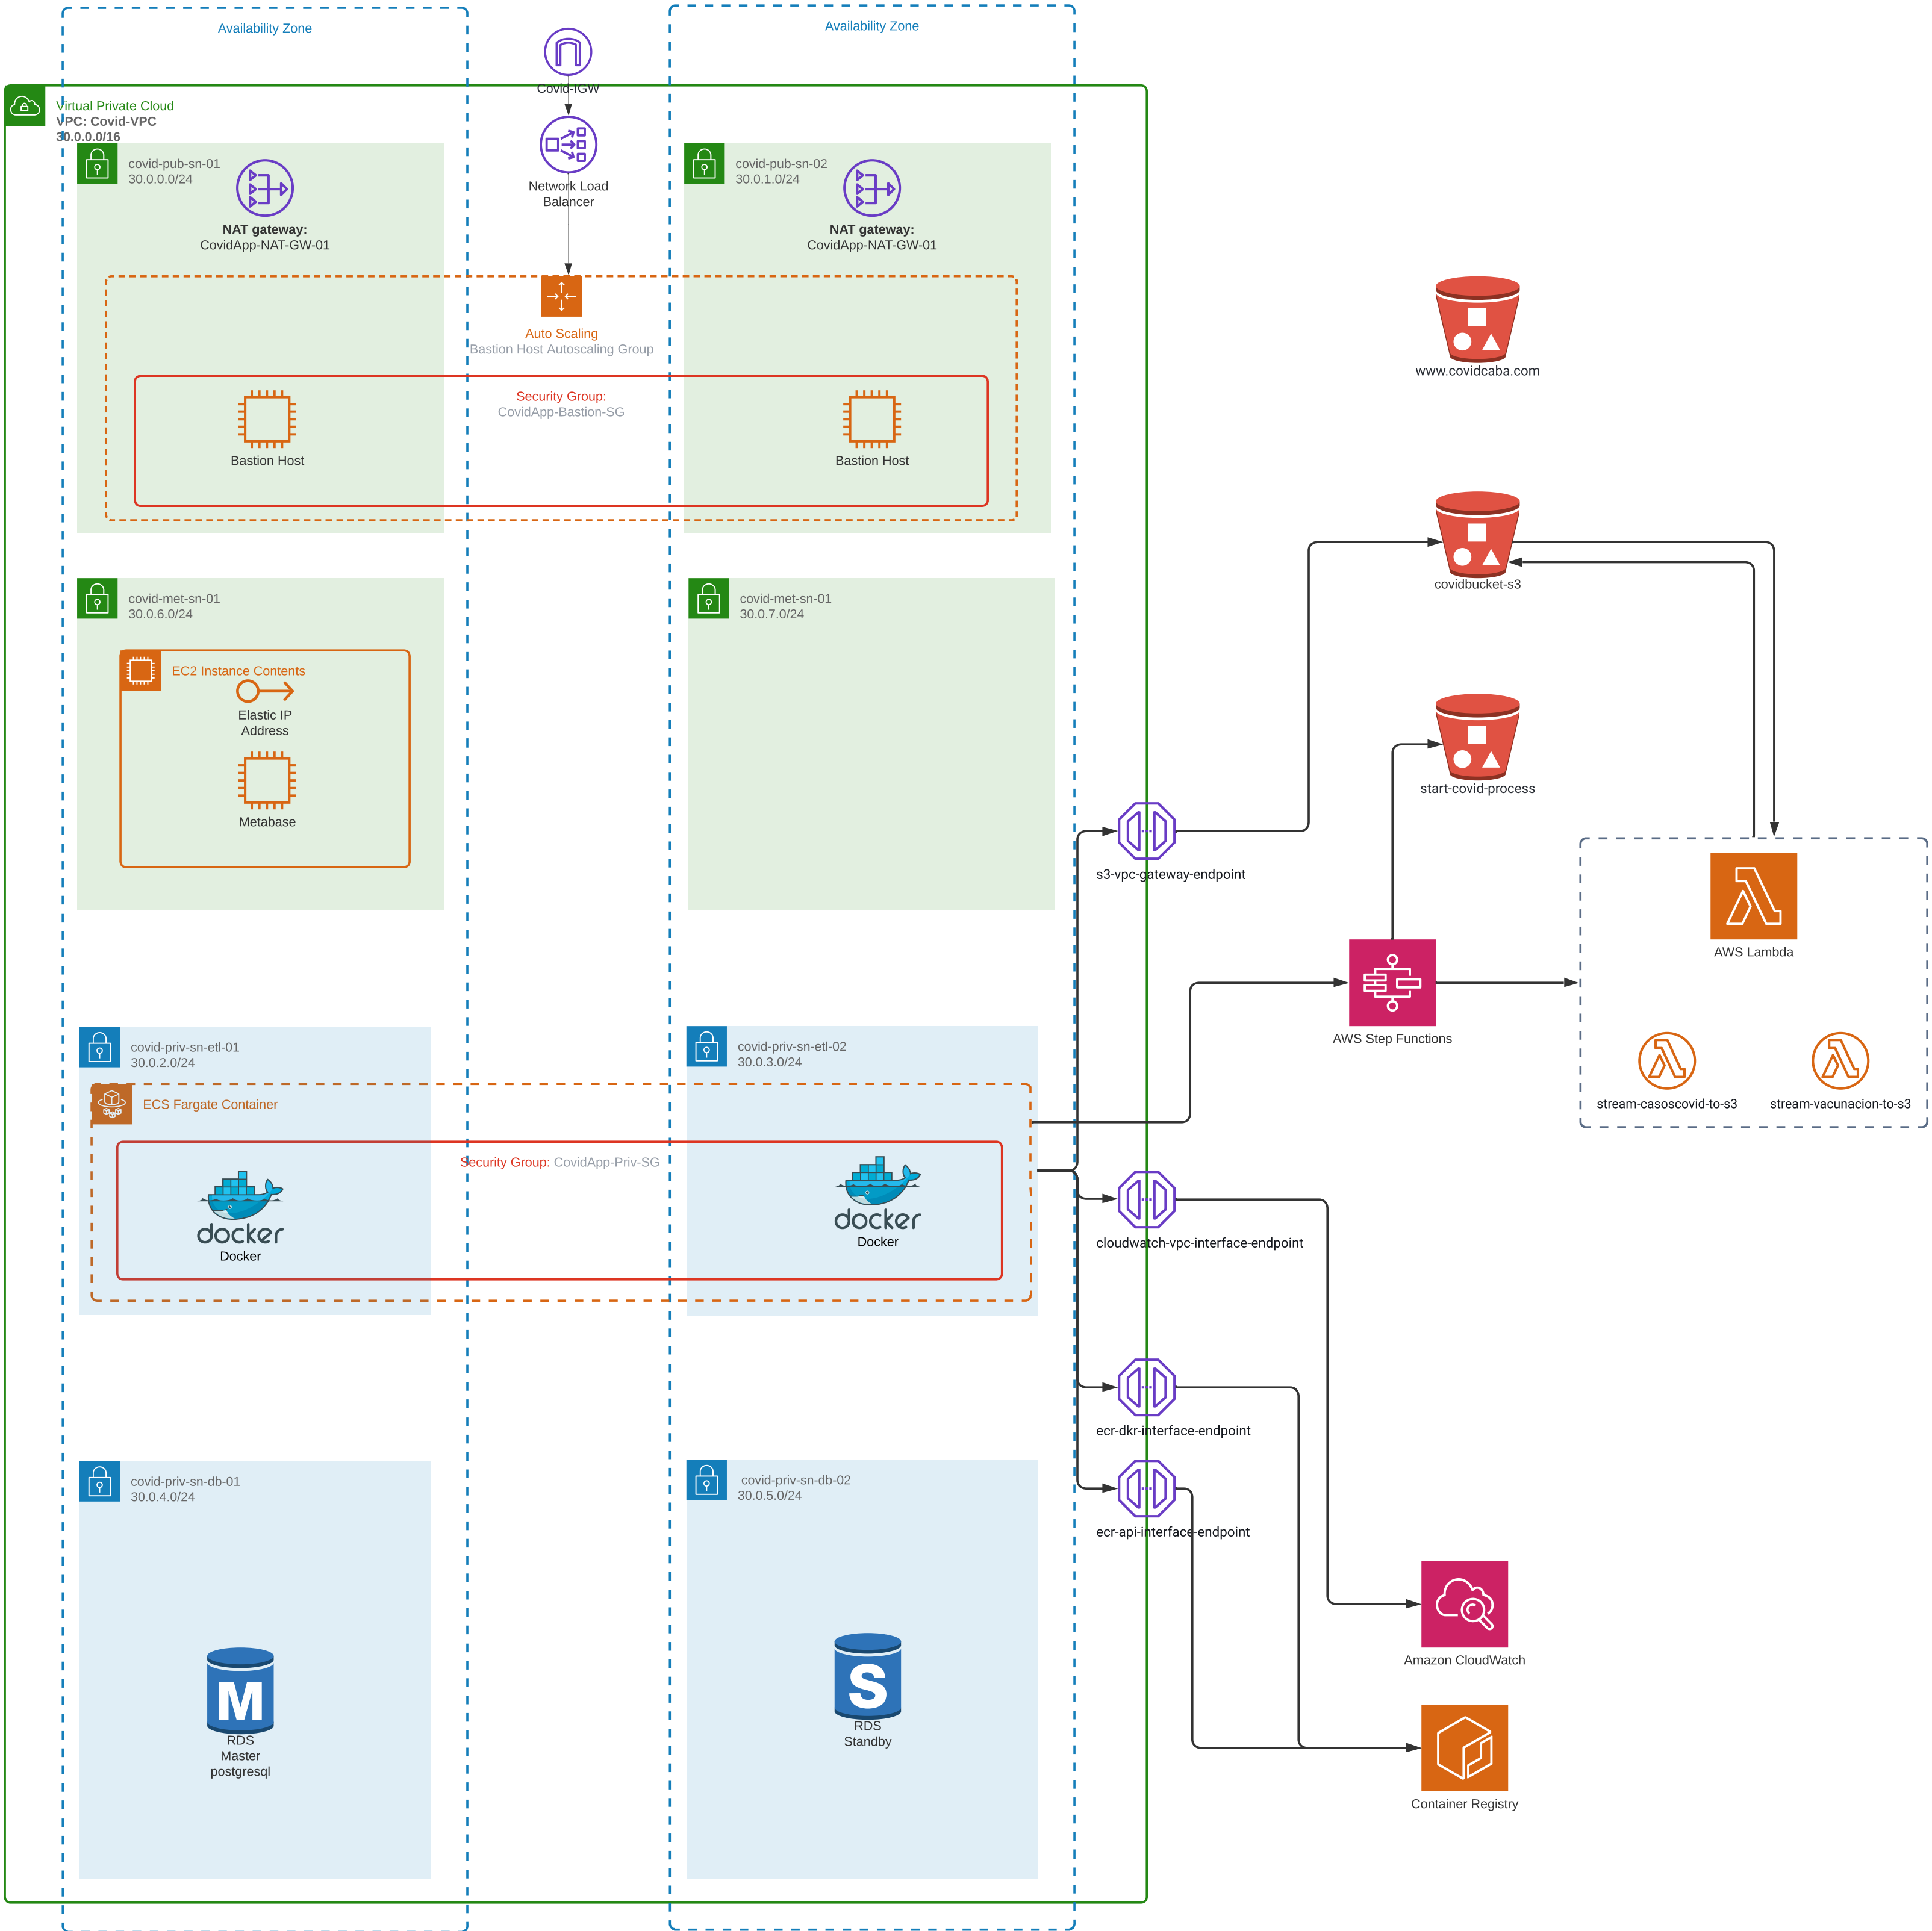 Availability Zone
Availability Zone
Covid-IGW
Virtual Private Cloud
VPC: Covid-VPC
30.0.0.0/16
covid-pub-sn-01
30.0.0.0/24
NAT gateway:
CovidApp-NAT-GW-01
Network Load
Balancer
covid-pub-sn-02
30.0.1.0/24
NAT gateway:
CovidApp-NAT-GW-01
Auto Scaling
Bastion Host Autoscaling Group
Security Group:
CovidApp-Bastion-SG
Bastion Host
Bastion Host
www.covidcaba.com
covidbucket-s3
covid-met-sn-01
30.0.6.0/24
covid-met-sn-01
30.0.7.0/24
EC2 Instance Contents
Elastic IP
Address
Metabase
start-covid-process
s3-vpc-gateway-endpoint
AWS Lambda
AWS Step Functions
stream-casoscovid-to-s3
stream-vacunacion-to-s3
covid-priv-sn-etl-01
30.0.2.0/24
covid-priv-sn-etl-02
30.0.3.0/24
ECS Fargate Container
Security Group: CovidApp-Priv-SG
docker
Docker
docker
Docker
cloudwatch-vpc-interface-endpoint
ecr-dkr-interface-endpoint
ecr-api-interface-endpoint
covid-priv-sn-db-01
30.0.4.0/24
covid-priv-sn-db-02
30.0.5.0/24
M
RDS
Master
postgresql
S
RDS
Standby
Amazon CloudWatch
Container Registry